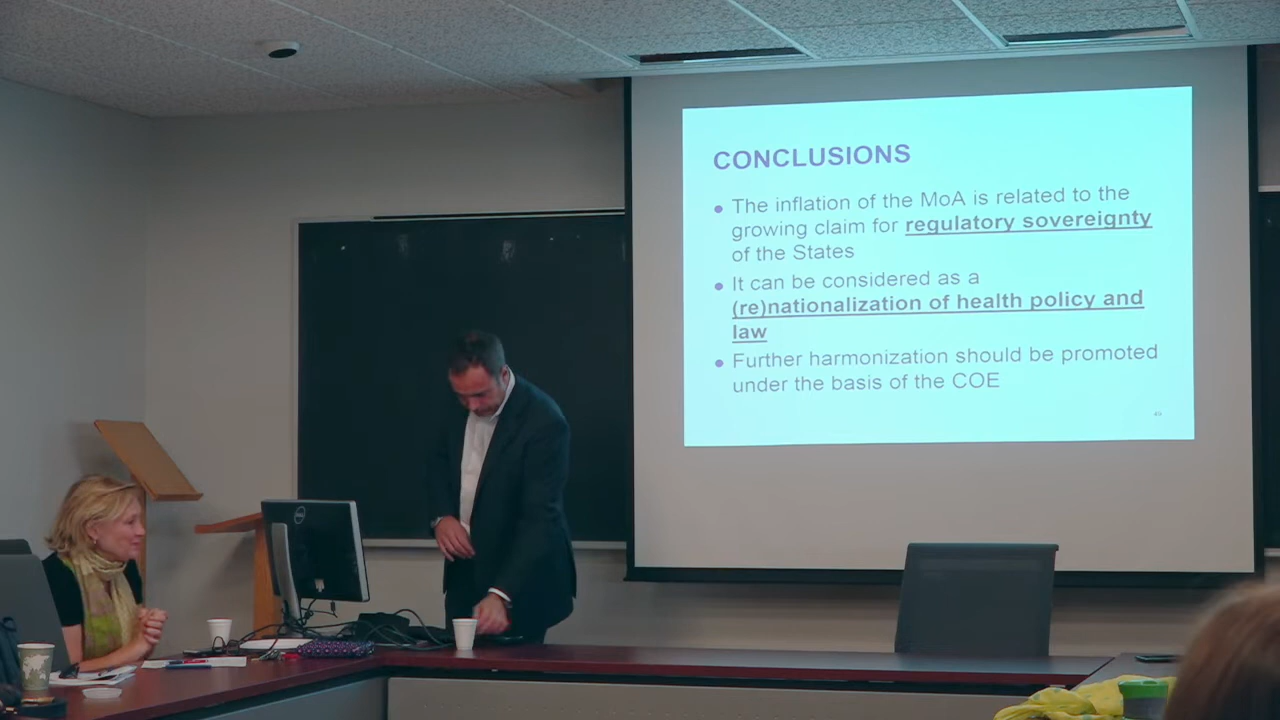 CONCLUSIONS
The inflation of the MoA is related to the
growing claim for regulatory sovereignty
of the States
It can be considered as a
(re)nationalization of health policy and
law
Further harmonization should be promoted
under the basis of the COE
DELL